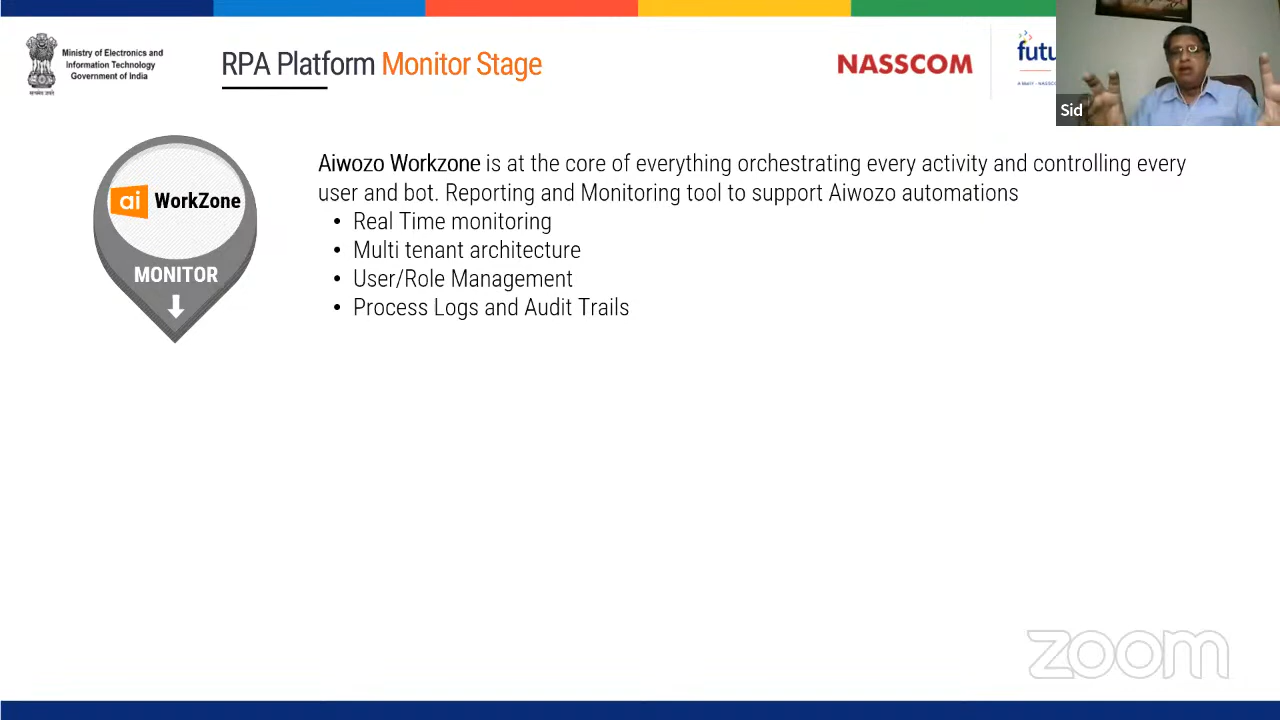 Ministry of Electronics and
Information Technology
Government of India
सत्यमेव जयते
RPA Platform Monitor Stage
NASSCOM
futu
Sid
ai WorkZone
MONITOR
Aiwozo Workzone is at the core of everything orchestrating every activity and controlling every
user and bot. Reporting and Monitoring tool to support Aiwozo automations
• Real Time monitoring
• Multi tenant architecture
• User/Role Management
• Process Logs and Audit Trails
zoom